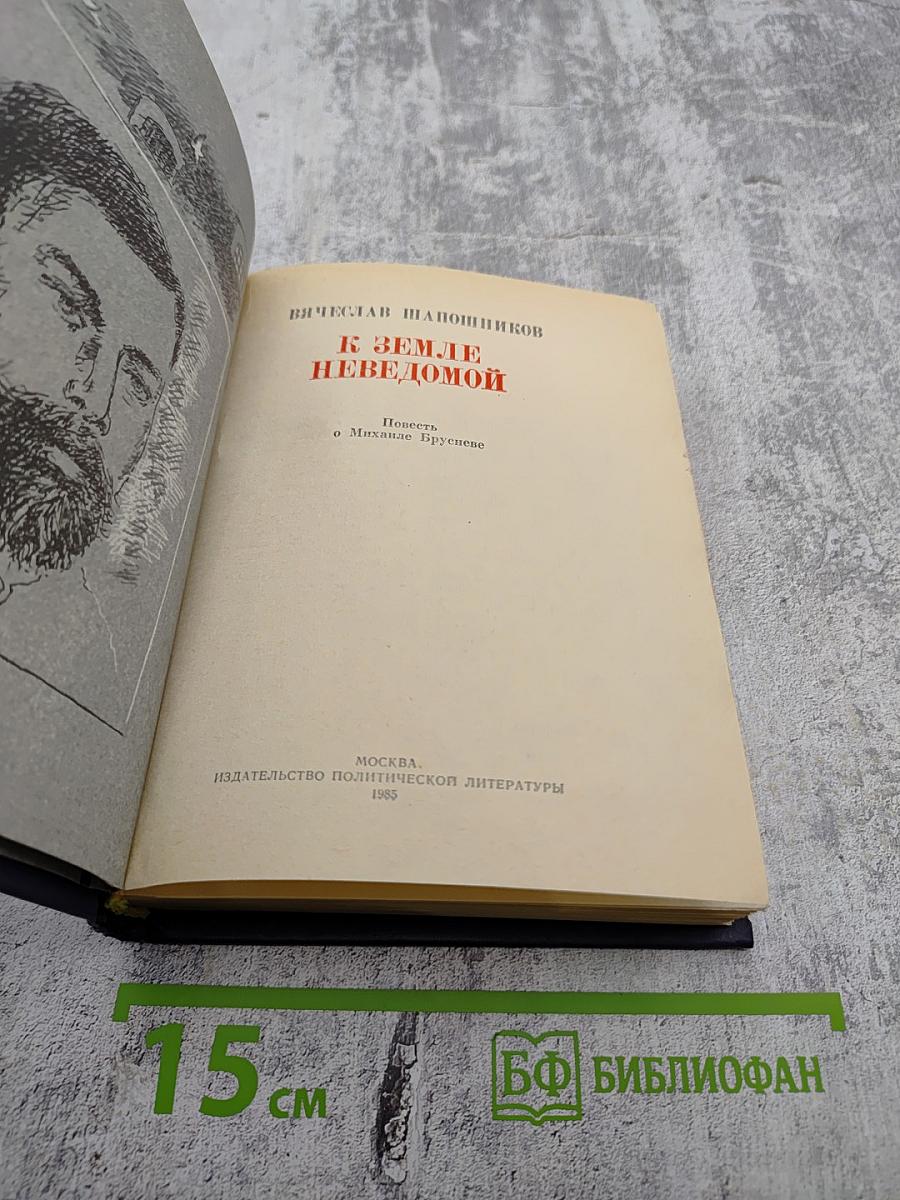 ВЯЧЕСЛАВ ШАПОШНИКОВ
К ЗЕМЛЕ
НЕВЕДОМОЙ
Повесть
о Михаиле Брусневе
МОСКВА
ИЗДАТЕЛЬСТВО ПОЛИТИЧЕСКОЙ ЛИТЕРАТУРЫ
1985
15 см
БФ БИБЛИОФАН